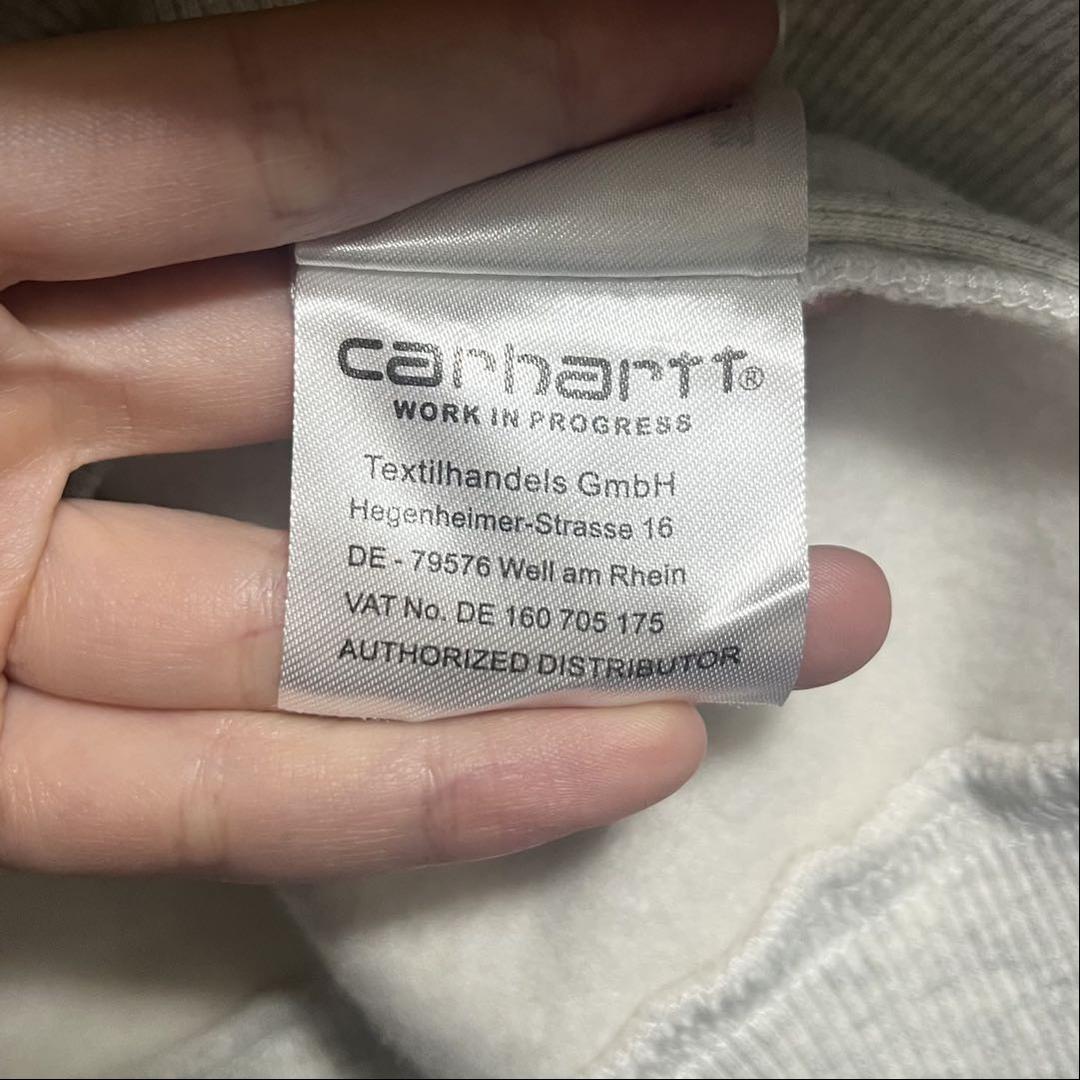 carhartt®
WORK IN PROGRESS
Textilhandels GmbH
Hegenheimer-Strasse 16
DE - 79576 Well am Rhein
VAT No. DE 160 705 175
AUTHORIZED DISTRIBUTOR